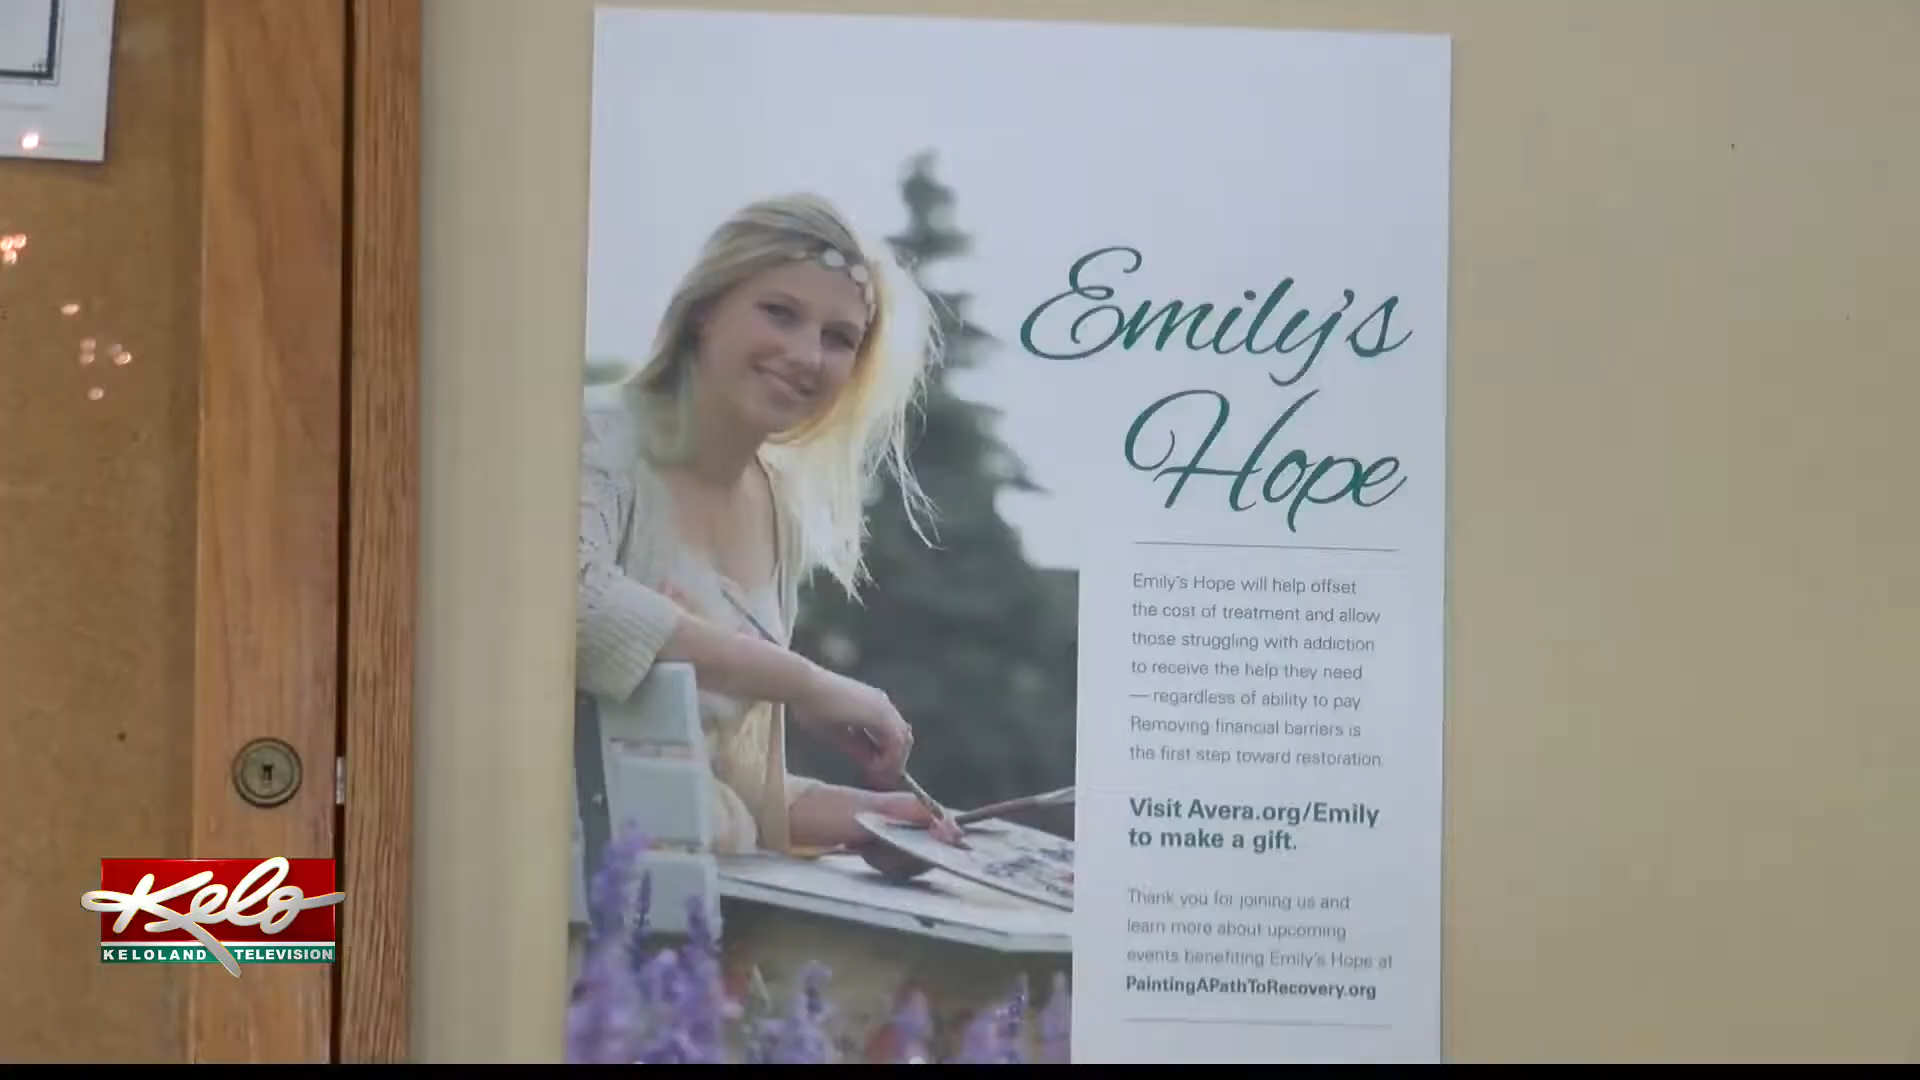 Emily's
Hope
Emily's Hope will help offset
the cost of treatment and allow
those struggling with addiction
to receive the help they need
— regardless of ability to pay
Removing financial barriers is
the first step toward restoration.
Visit Avera.org/Emily
to make a gift.
Thank you for joining us and
learn more about upcoming
events benefiting Emily's Hope at
PaintingAPathToRecovery.org
Kelo
KELOLAND TELEVISION